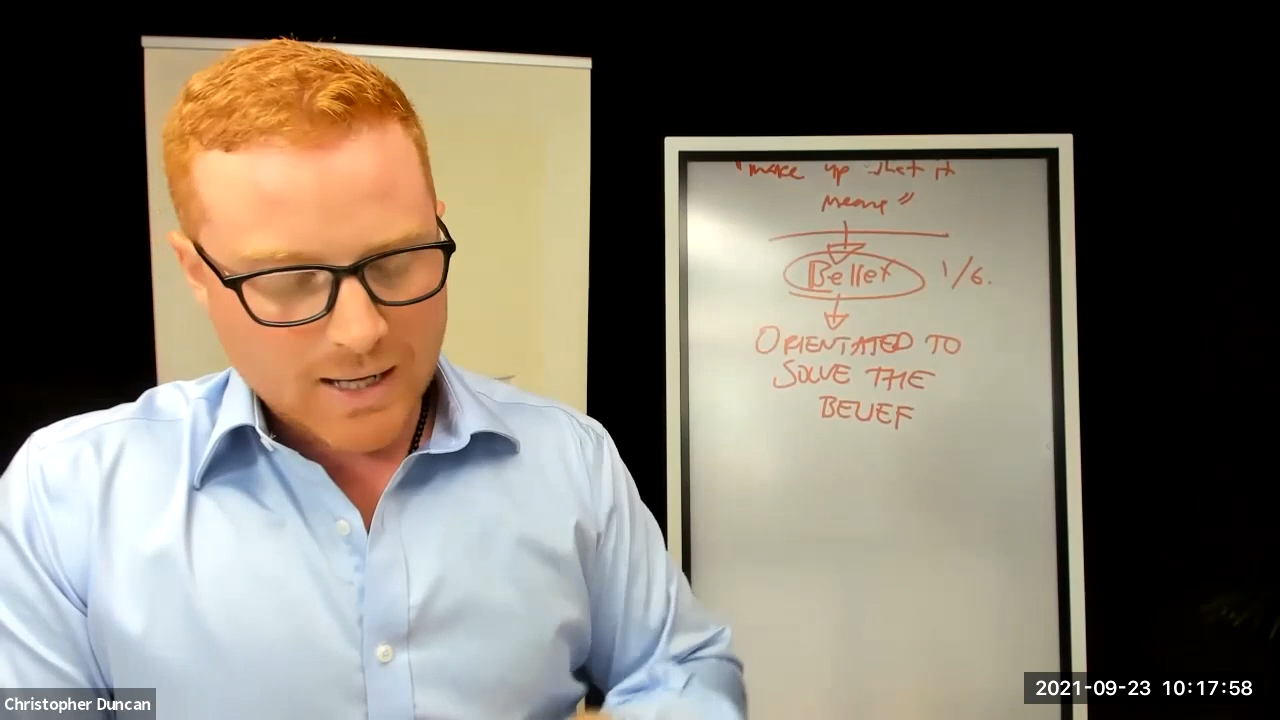 "make up what it
means"
Belief 1/6.
ORIENTATED TO
SOLVE THE
BELIEF
Christopher Duncan
2021-09-23 10:17:58